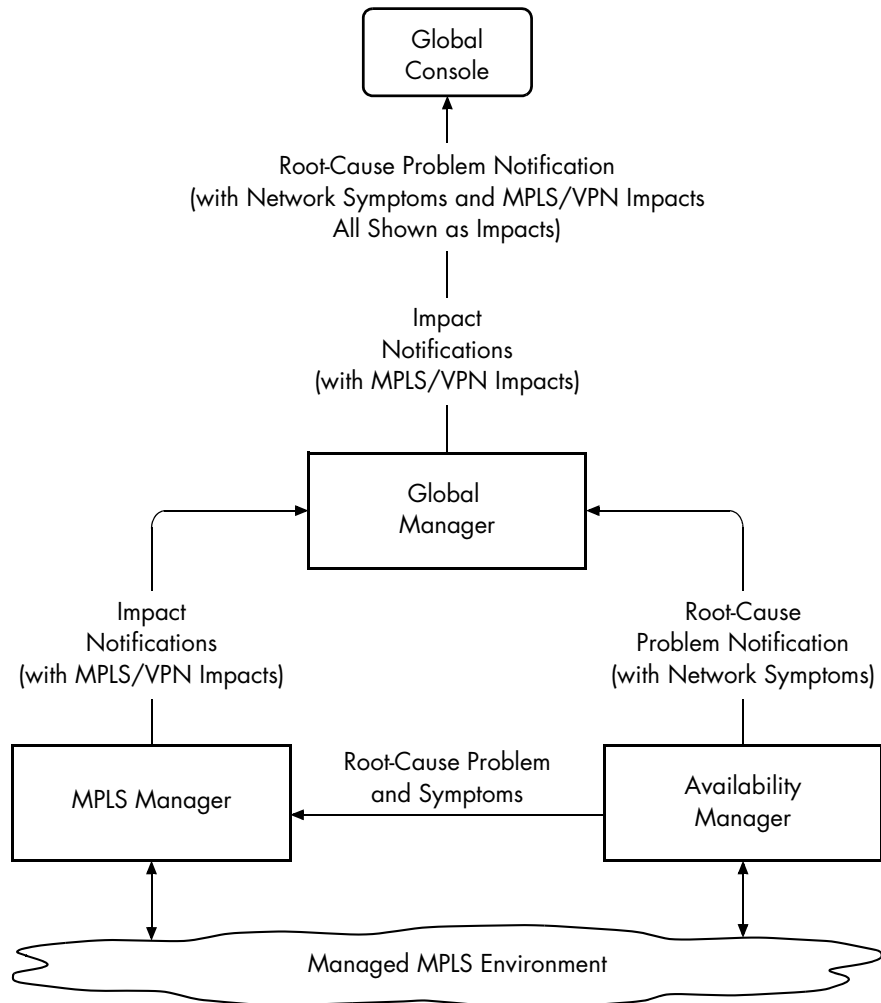 Global
Console
Root-Cause Problem Notification
(with Network Symptoms and MPLS/VPN Impacts
All Shown as Impacts)
Impact
Notifications
(with MPLS/VPN Impacts)
Global
Manager
Impact
Notifications
(with MPLS/VPN Impacts)
Root-Cause
Problem Notification
(with Network Symptoms)
MPLS Manager
Root-Cause Problem
and Symptoms
Availability
Manager
Managed MPLS Environment